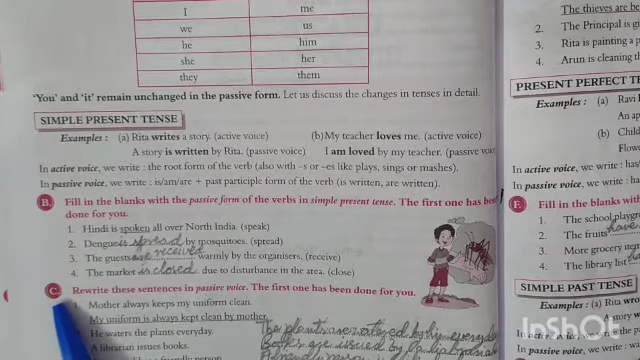 I me
we us
he him
she her
they them
'You' and 'it' remain unchanged in the passive form. Let us discuss the changes in tenses in detail.
SIMPLE PRESENT TENSE
Examples : (a) Rita writes a story. (active voice) (b) My teacher loves me. (active voice)
A story is written by Rita. (passive voice) I am loved by my teacher. (passive voice
In active voice, we write : the root form of the verb (also with –s or –es like plays, sings or mashes).
In passive voice, we write : is/am/are + past participle form of the verb (is written, are written).
B. Fill in the blanks with the passive form of the verbs in simple present tense. The first one has been
done for you.
1. Hindi is spoken all over North India. (speak)
2. Dengue is spread by mosquitoes. (spread)
3. The guests are received warmly by the organisers. (receive)
4. The market is closed due to disturbance in the area. (close)
C. Rewrite these sentences in passive voice. The first one has been done for you.
1. Mother always keeps my uniform clean.
My uniform is always kept clean by mother.
He waters the plants everyday. The plants are watered by him everyday
A librarian issues books. Books are issued by
The thieves are be
2. The Principal is gi
3. Rita is painting a p
4. Arun is cleaning th
PRESENT PERFECT TE
Examples : (a) Ravi
An ap
(b) Child
Flow
In active voice, we write : has/
In passive voice, we write : ha
F. Fill in the blanks with
1. The school playgr
2. The fruits have
3. More grocery iter
4. The library list ha
SIMPLE PAST TENSE
Examples : (a) Rita wro
In active voice, we
In passive voice,
InShOt